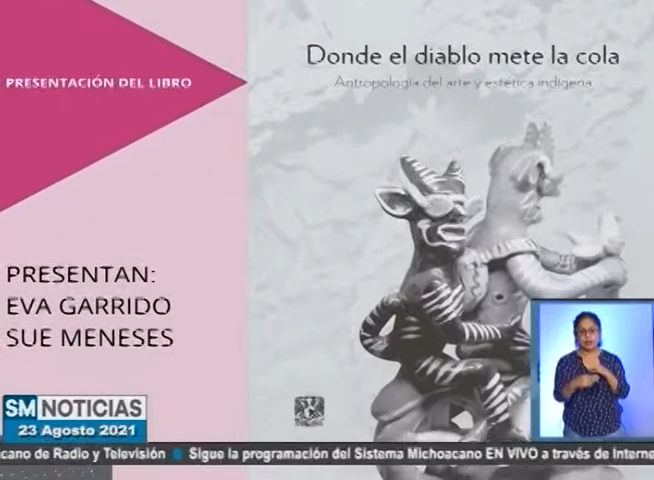 Donde el diablo mete la cola
Antropología del arte y estética indígena
PRESENTACIÓN DEL LIBRO
PRESENTAN:
EVA GARRIDO
SUE MENESES
SM NOTICIAS
23 Agosto 2021
cano de Radio y Televisión Sigue la programación del Sistema Michoacano EN VIVO a través de Interne